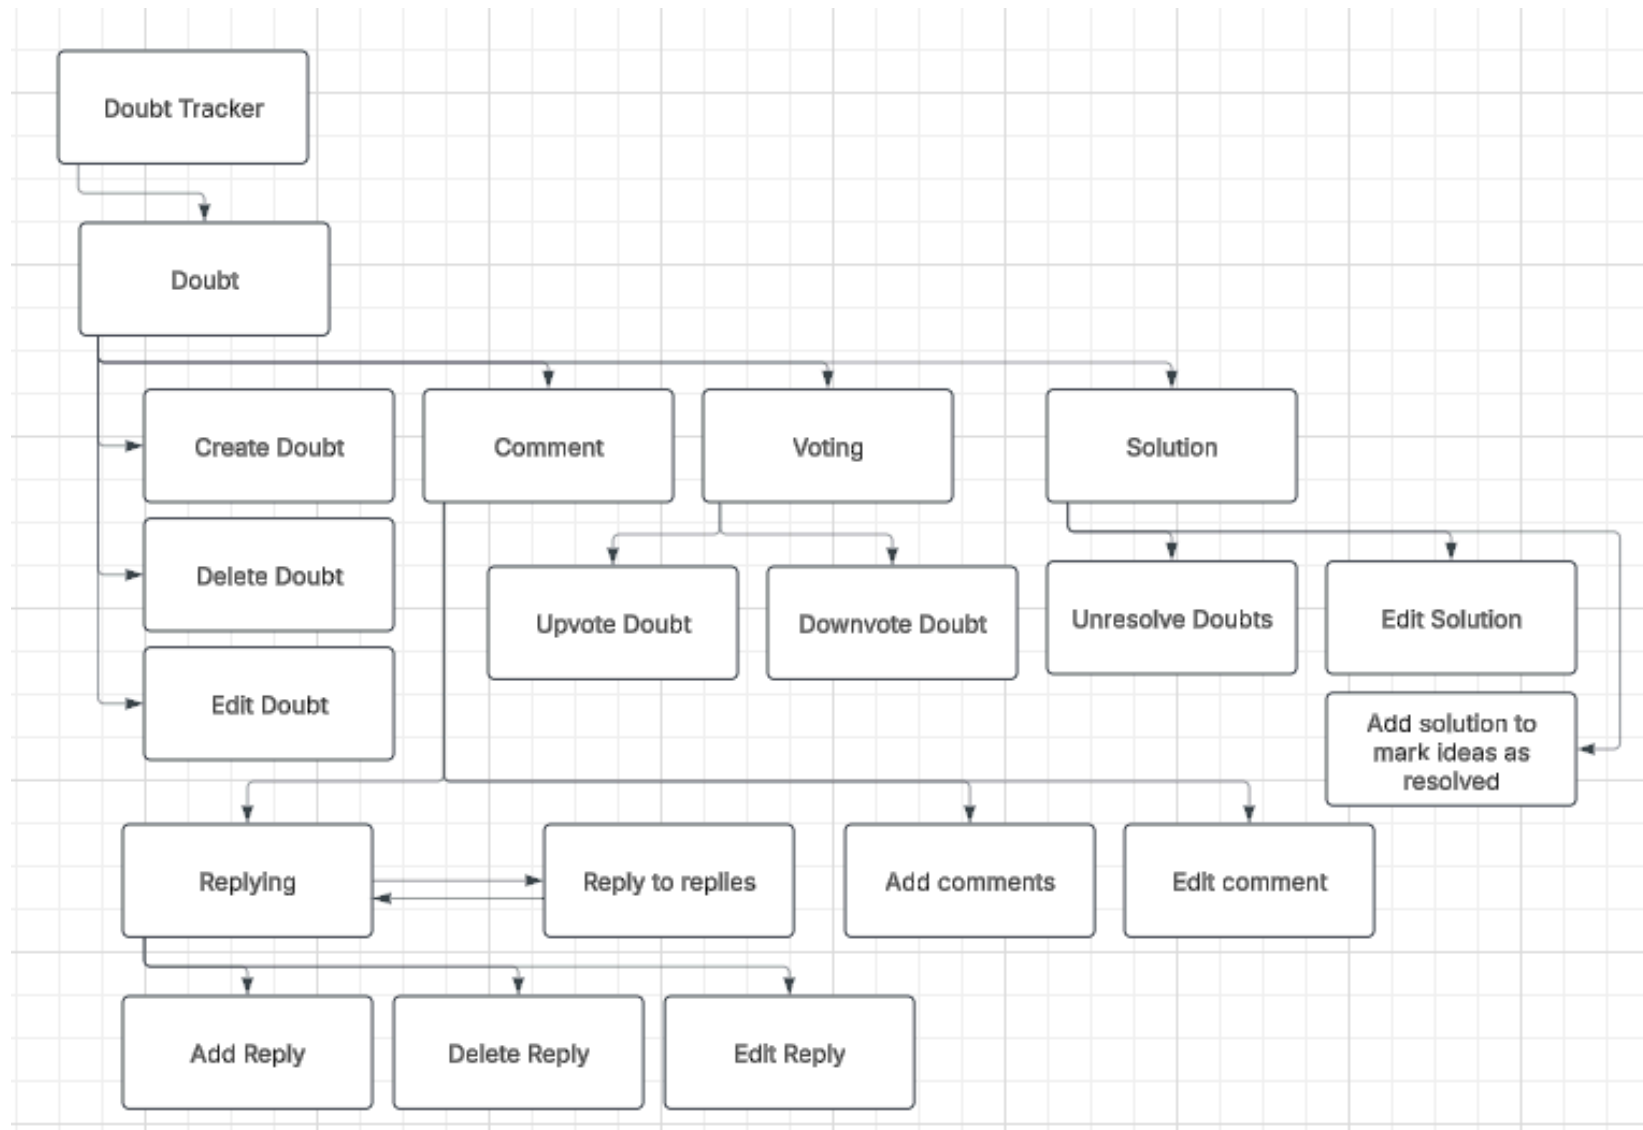 Doubt Tracker
Doubt
Create Doubt
Comment
Voting
Solution
Delete Doubt
Upvote Doubt
Downvote Doubt
Unresolve Doubts
Edit Solution
Edit Doubt
Add solution to
mark ideas as
resolved
Replying
Reply to replies
Add comments
Edit comment
Add Reply
Delete Reply
Edit Reply